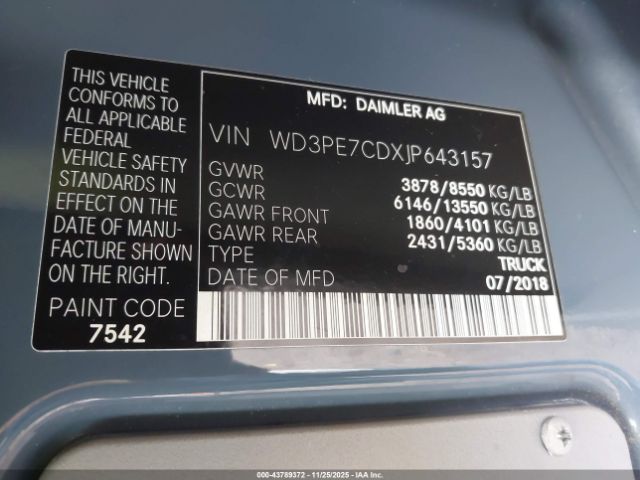 THIS VEHICLE
CONFORMS TO
ALL APPLICABLE
FEDERAL
VEHICLE SAFETY
STANDARDS IN
EFFECT ON THE
DATE OF MANU-
FACTURE SHOWN
ON THE RIGHT.
PAINT CODE
7542
MFD: DAIMLER AG
VIN WD3PE7CDXJP643157
GVWR 3878/8550 KG/LB
GCWR 6146/13550 KG/LB
GAWR FRONT 1860/4101 KG/LB
GAWR REAR 2431/5360 KG/LB
TYPE TRUCK
DATE OF MFD 07/2018
000-43789372 - 11/25/2025 - IAA Inc.